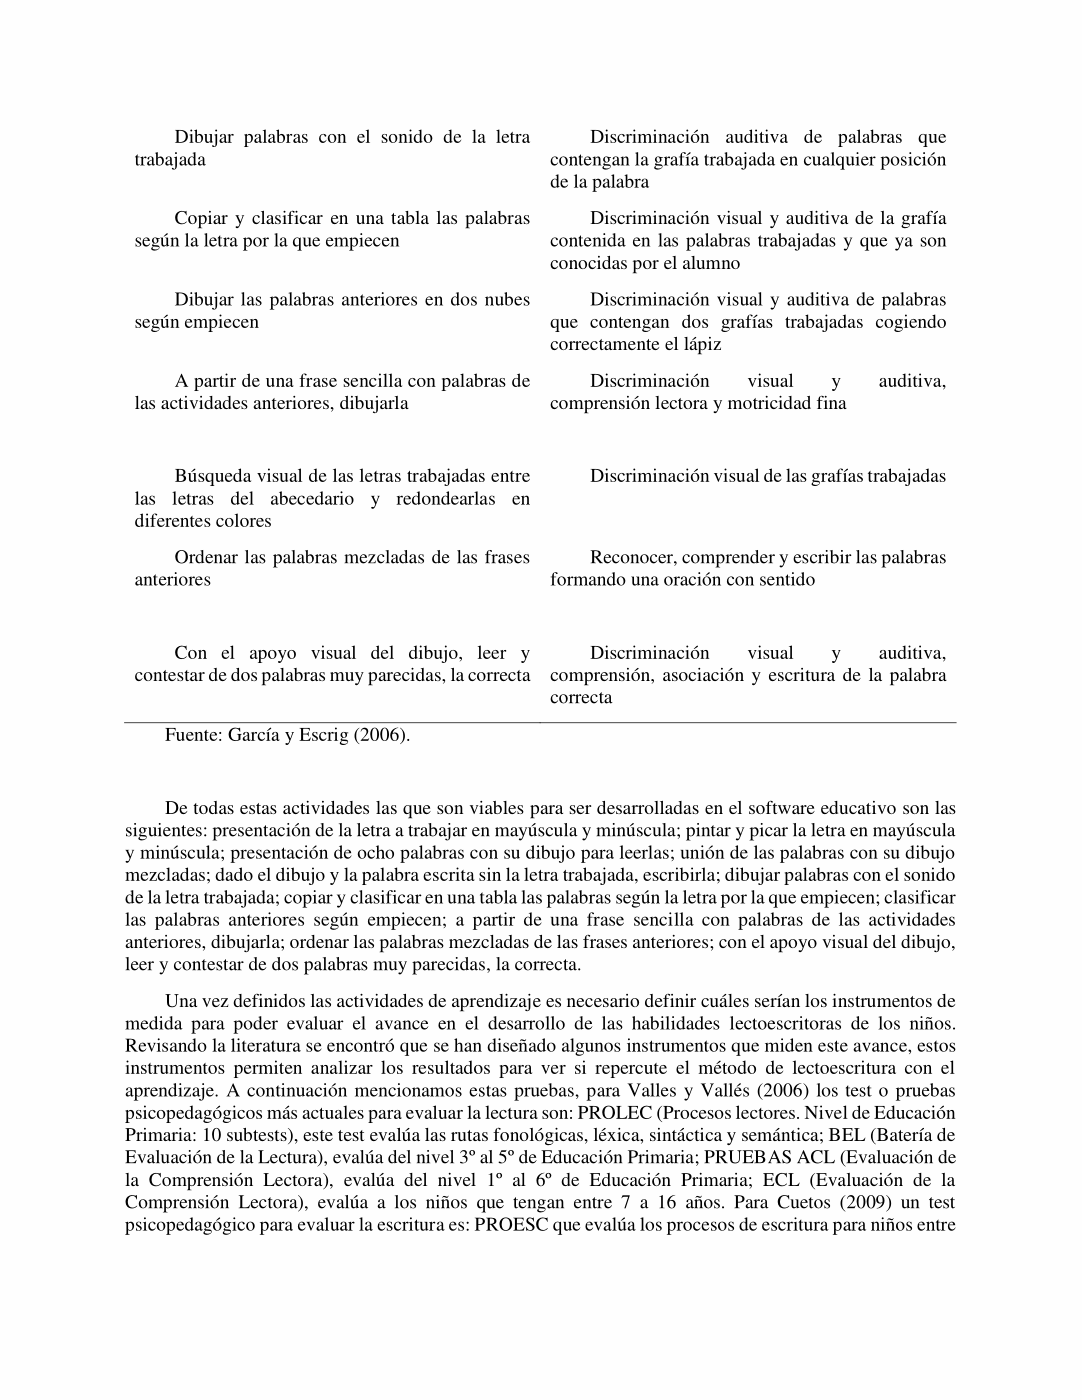 Dibujar palabras con el sonido de la letra
trabajada
Discriminación auditiva de palabras que
contengan la grafía trabajada en cualquier posición
de la palabra
Copiar y clasificar en una tabla las palabras
según la letra por la que empiecen
Discriminación visual y auditiva de la grafía
contenida en las palabras trabajadas y que ya son
conocidas por el alumno
Dibujar las palabras anteriores en dos nubes
según empiecen
Discriminación visual y auditiva de palabras
que contengan dos grafías trabajadas cogiendo
correctamente el lápiz
A partir de una frase sencilla con palabras de
las actividades anteriores, dibujarla
Discriminación visual y auditiva,
comprensión lectora y motricidad fina
Búsqueda visual de las letras trabajadas entre
las letras del abecedario y redondearlas en
diferentes colores
Discriminación visual de las grafías trabajadas
Ordenar las palabras mezcladas de las frases
anteriores
Reconocer, comprender y escribir las palabras
formando una oración con sentido
Con el apoyo visual del dibujo, leer y
contestar de dos palabras muy parecidas, la correcta
Discriminación visual y auditiva,
comprensión, asociación y escritura de la palabra
correcta
Fuente: García y Escrig (2006).
De todas estas actividades las que son viables para ser desarrolladas en el software educativo son las
siguientes: presentación de la letra a trabajar en mayúscula y minúscula; pintar y picar la letra en mayúscula
y minúscula; presentación de ocho palabras con su dibujo para leerlas; unión de las palabras con su dibujo
mezcladas; dado el dibujo y la palabra escrita sin la letra trabajada, escribirla; dibujar palabras con el sonido
de la letra trabajada; copiar y clasificar en una tabla las palabras según la letra por la que empiecen; clasificar
las palabras anteriores según empiecen; a partir de una frase sencilla con palabras de las actividades
anteriores, dibujarla; ordenar las palabras mezcladas de las frases anteriores; con el apoyo visual del dibujo,
leer y contestar de dos palabras muy parecidas, la correcta.
Una vez definidos las actividades de aprendizaje es necesario definir cuáles serían los instrumentos de
medida para poder evaluar el avance en el desarrollo de las habilidades lectoescritoras de los niños.
Revisando la literatura se encontró que se han diseñado algunos instrumentos que miden este avance, estos
instrumentos permiten analizar los resultados para ver si repercute el método de lectoescritura con el
aprendizaje. A continuación mencionamos estas pruebas, para Valles y Vallés (2006) los test o pruebas
psicopedagógicos más actuales para evaluar la lectura son: PROLEC (Procesos lectores. Nivel de Educación
Primaria: 10 subtests), este test evalúa las rutas fonológicas, léxica, sintáctica y semántica; BEL (Batería de
Evaluación de la Lectura), evalúa del nivel 3º al 5º de Educación Primaria; PRUEBAS ACL (Evaluación de
la Comprensión Lectora), evalúa del nivel 1º al 6º de Educación Primaria; ECL (Evaluación de la
Comprensión Lectora), evalúa a los niños que tengan entre 7 a 16 años. Para Cuetos (2009) un test
psicopedagógico para evaluar la escritura es: PROESC que evalúa los procesos de escritura para niños entre